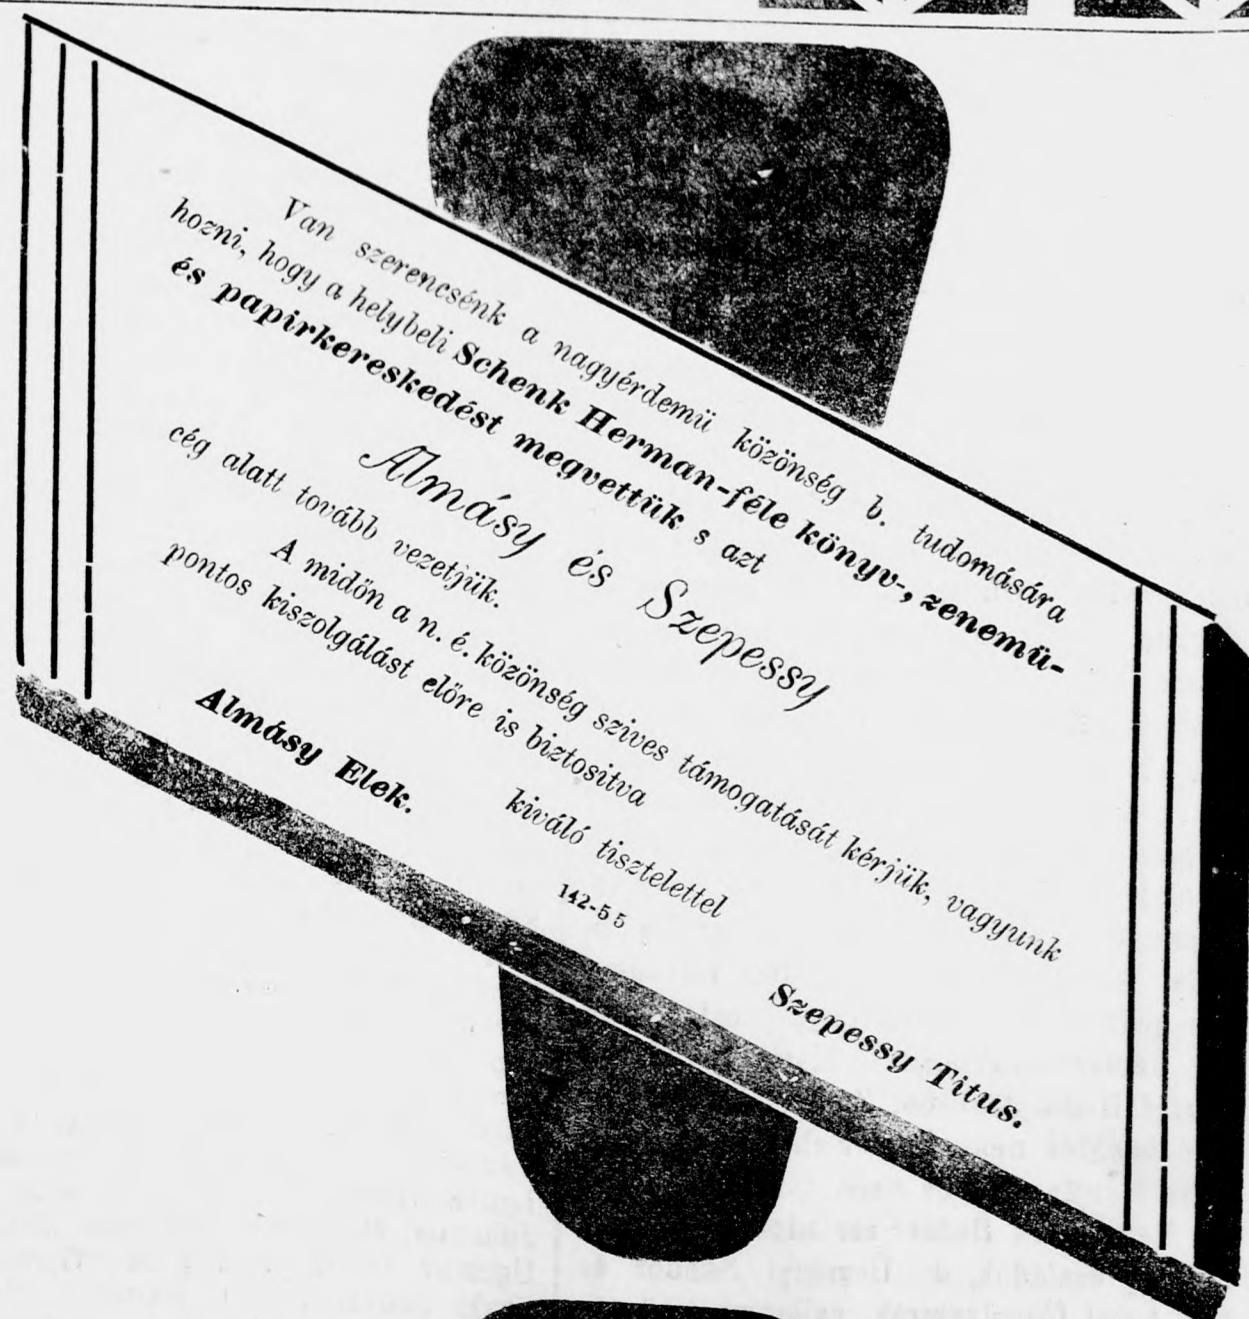 Van szerencsénk a nagyérdemü közönség b. tudomására
hozni, hogy a helybeli Schenk Herman-féle könyv-, zenemü-
és papirkereskedést megvettük s azt
Almásy és Szepessy
cég alatt tovább vezetjük.
A midőn a n. é. közönség szives támogatását kérjük, vagyunk
pontos kiszolgálást előre is biztositva
kiváló tisztelettel
Almásy Elek.
142-5 5
Szepessy Titus.